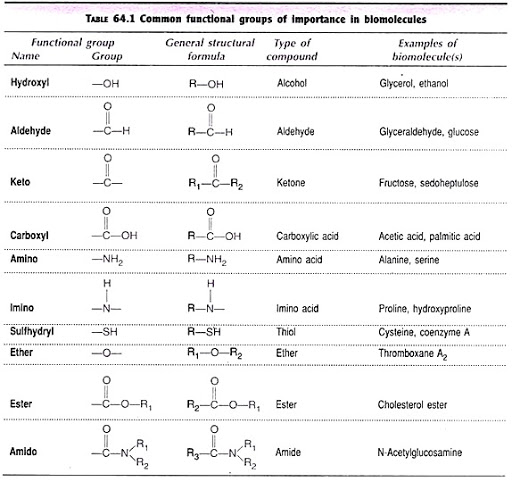 TABLE 64.1 Common functional groups of importance in biomolecules
Functional group General structural Type of Examples of
Name Group formula compound biomolecule(s)
Hydroxyl —OH R—OH Alcohol Glycerol, ethanol
O O
Aldehyde —C—H R—C—H Aldehyde Glyceraldehyde, glucose
O O
Keto —C— R₁—C—R₂ Ketone Fructose, sedoheptulose
O O
Carboxyl —C—OH R—C—OH Carboxylic acid Acetic acid, palmitic acid
Amino —NH₂ R—NH₂ Amino acid Alanine, serine
H H
Imino —N— R—N— Imino acid Proline, hydroxyproline
Sulfhydryl —SH R—SH Thiol Cysteine, coenzyme A
Ether —O— R₁—O—R₂ Ether Thromboxane A₂
O O
Ester —C—O—R₁ R₂—C—O—R₁ Ester Cholesterol ester
O O
R₁ R₁
Amido —C—N R₃—C—N Amide N-Acetylglucosamine
R₂ R₂